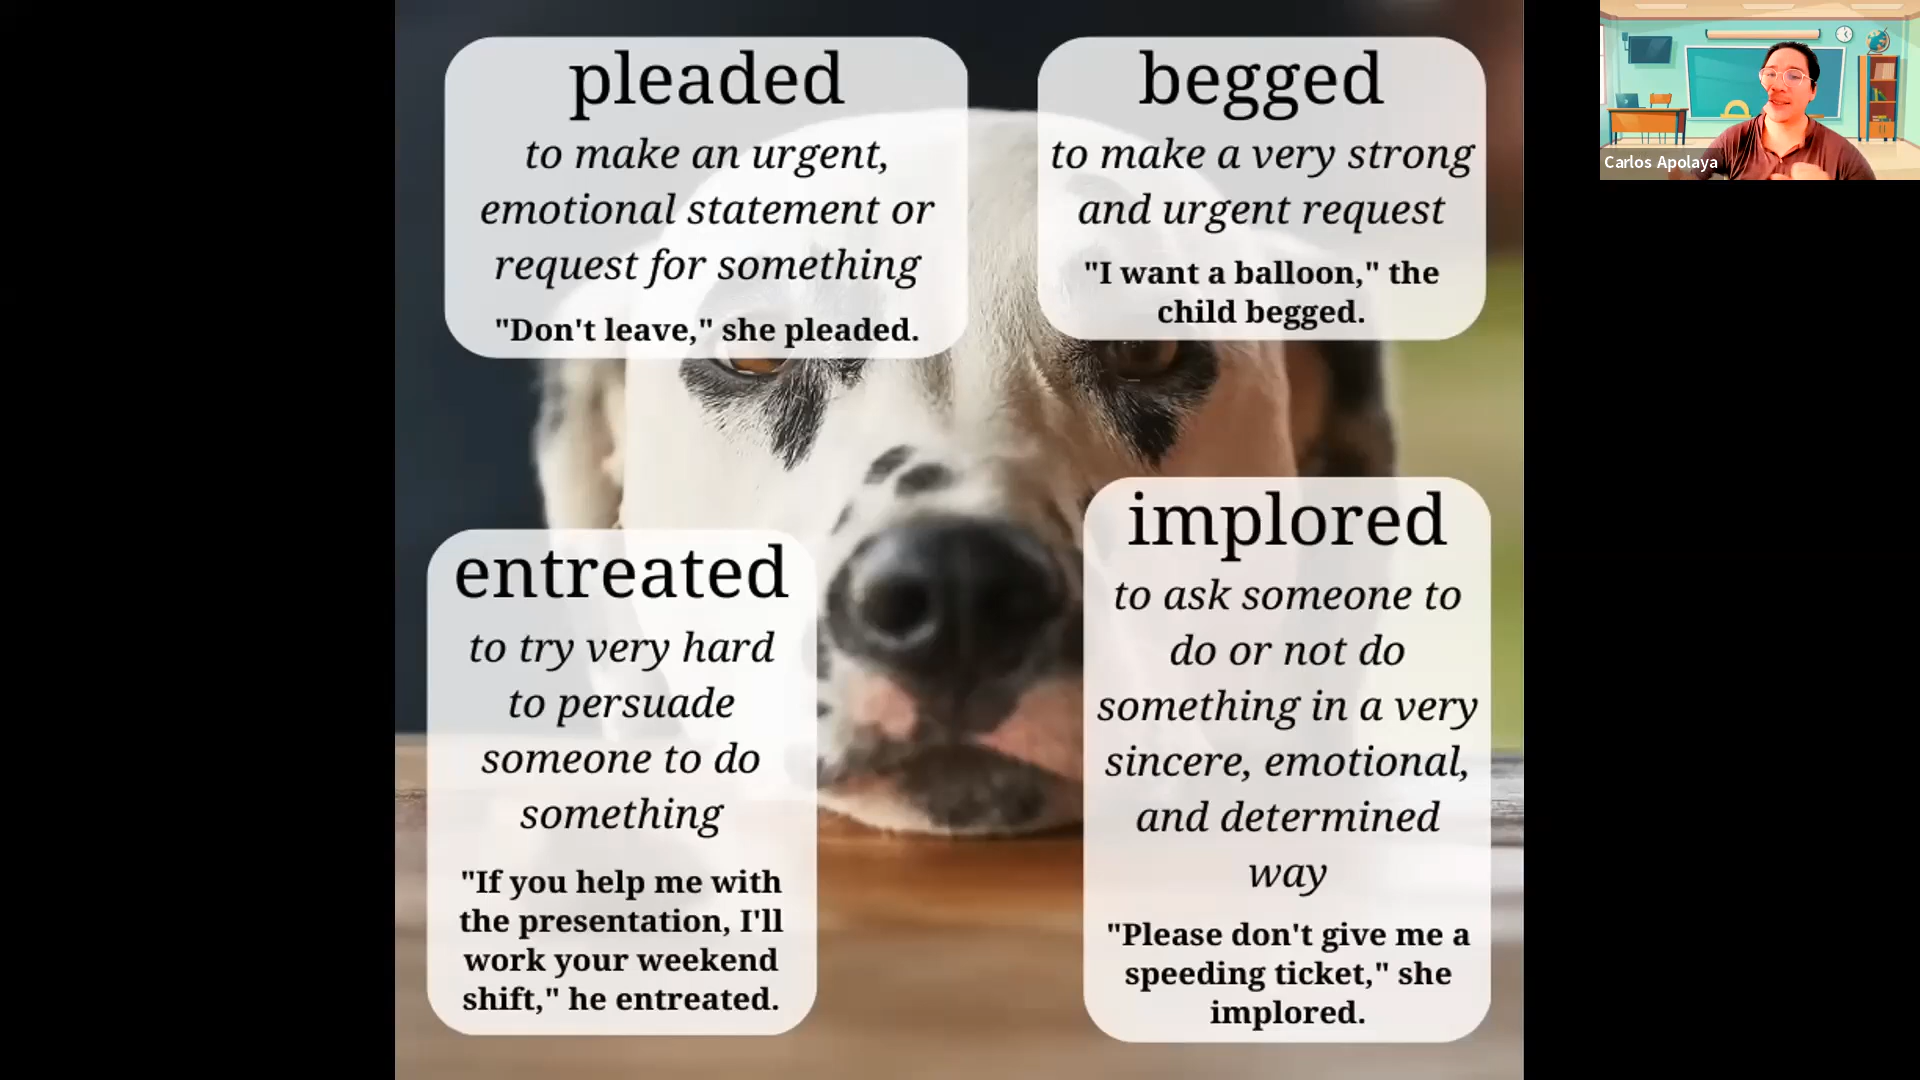 pleaded
to make an urgent,
emotional statement or
request for something
"Don't leave," she pleaded.
begged
to make a very strong
and urgent request
"I want a balloon," the
child begged.
entreated
to try very hard
to persuade
someone to do
something
"If you help me with
the presentation, I'll
work your weekend
shift," he entreated.
implored
to ask someone to
do or not do
something in a very
sincere, emotional,
and determined
way
"Please don't give me a
speeding ticket," she
implored.
Carlos Apolaya